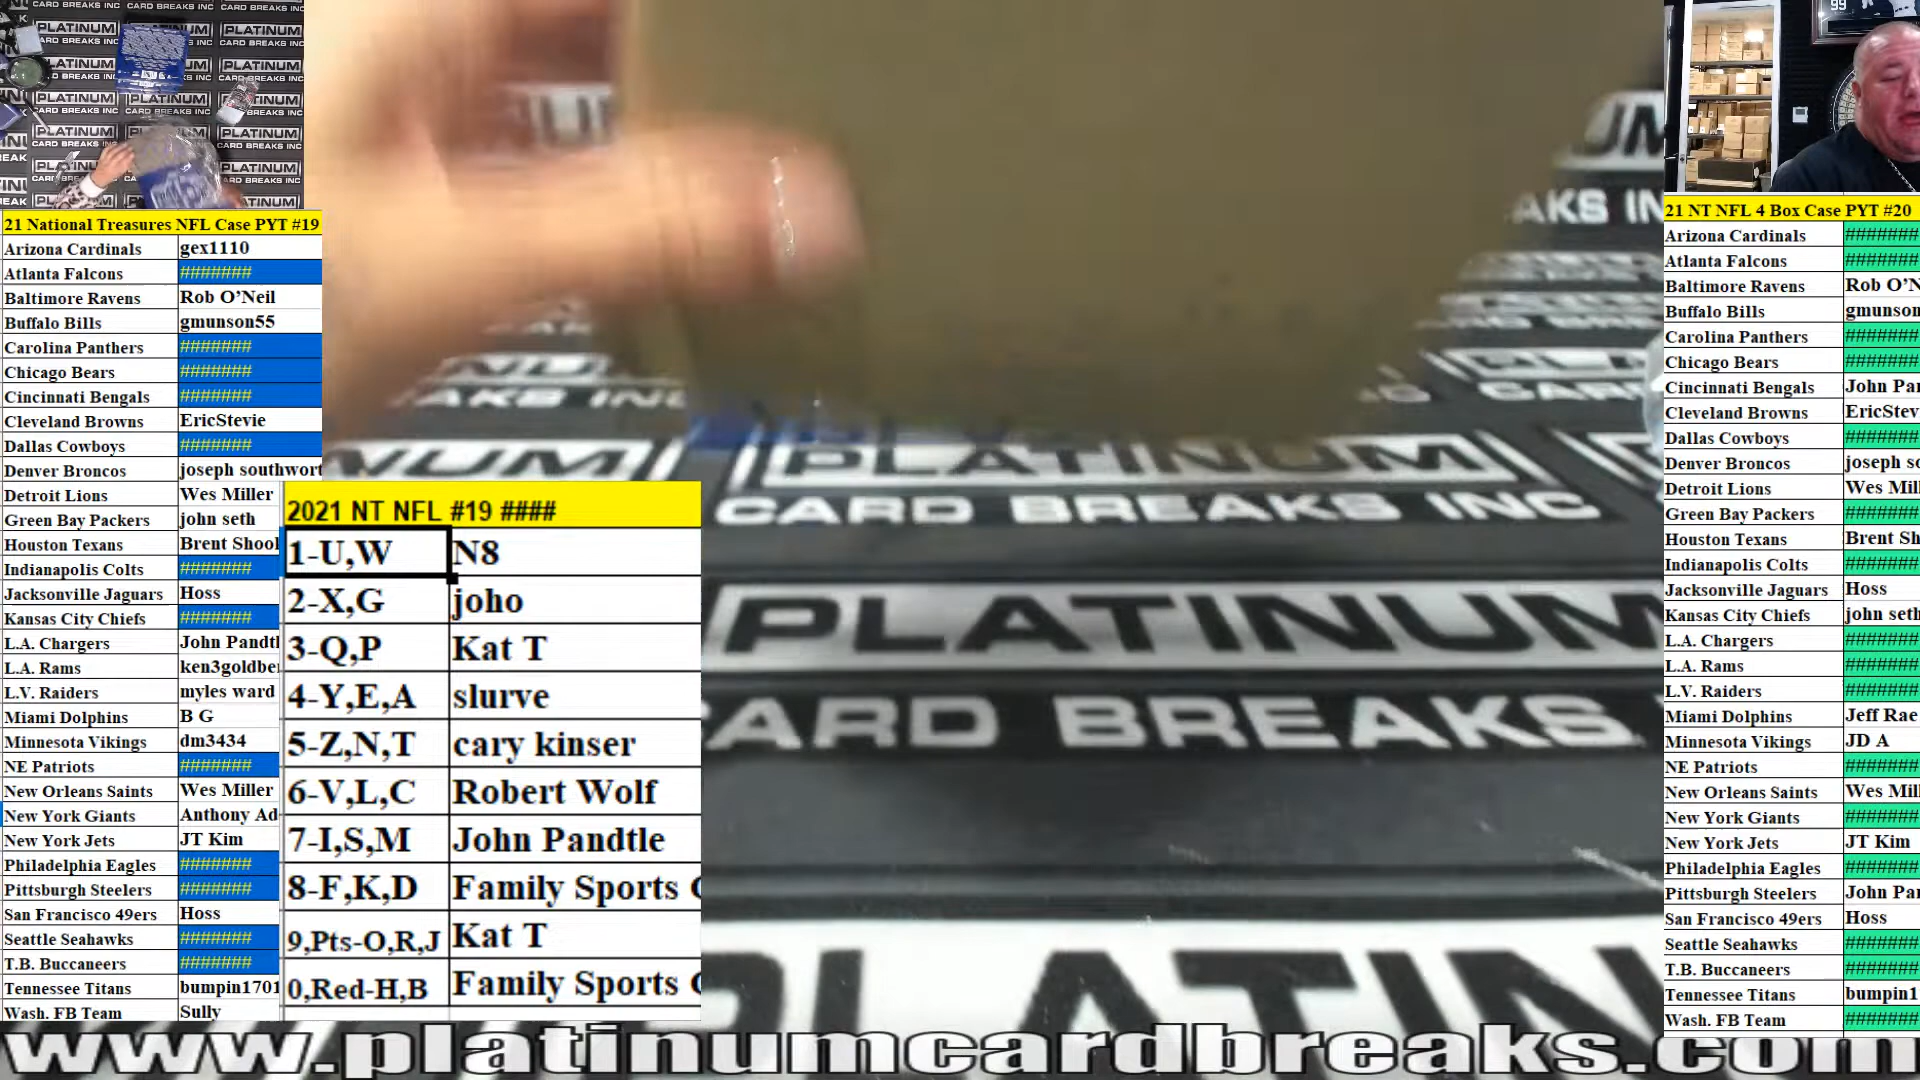 21 National Treasures NFL Case PYT #19
Arizona Cardinals gex1110
Atlanta Falcons #######
Baltimore Ravens Rob O’Neil
Buffalo Bills gmunson55
Carolina Panthers #######
Chicago Bears #######
Cincinnati Bengals #######
Cleveland Browns EricStevie
Dallas Cowboys #######
Denver Broncos joseph southwort
Detroit Lions Wes Miller
Green Bay Packers john seth
Houston Texans Brent Shool
Indianapolis Colts #######
Jacksonville Jaguars Hoss
Kansas City Chiefs #######
L.A. Chargers John Pandtl
L.A. Rams ken3goldbe
L.V. Raiders myles ward
Miami Dolphins B G
Minnesota Vikings dm3434
NE Patriots #######
New Orleans Saints Wes Miller
New York Giants Anthony Ad
New York Jets JT Kim
Philadelphia Eagles #######
Pittsburgh Steelers #######
San Francisco 49ers Hoss
Seattle Seahawks #######
T.B. Buccaneers #######
Tennessee Titans bumpin1701
Wash. FB Team Sully
2021 NT NFL #19 ####
1-U,W N8
2-X,G joho
3-Q,P Kat T
4-Y,E,A slurve
5-Z,N,T cary kinser
6-V,L,C Robert Wolf
7-I,S,M John Pandtle
8-F,K,D Family Sports C
9,Pts-O,R,J Kat T
0,Red-H,B Family Sports C
PLATINUM
CARD BREAKS INC
PLATINUM
CARD BREAKS
PLATIN
21 NT NFL 4 Box Case PYT #20
Arizona Cardinals #######
Atlanta Falcons #######
Baltimore Ravens Rob O’N
Buffalo Bills gmunson
Carolina Panthers #######
Chicago Bears #######
Cincinnati Bengals John Pan
Cleveland Browns EricStev
Dallas Cowboys #######
Denver Broncos joseph so
Detroit Lions Wes Mill
Green Bay Packers #######
Houston Texans Brent Sh
Indianapolis Colts #######
Jacksonville Jaguars Hoss
Kansas City Chiefs john seth
L.A. Chargers #######
L.A. Rams #######
L.V. Raiders #######
Miami Dolphins Jeff Rae
Minnesota Vikings JD A
NE Patriots #######
New Orleans Saints Wes Mill
New York Giants #######
New York Jets JT Kim
Philadelphia Eagles #######
Pittsburgh Steelers John Pan
San Francisco 49ers Hoss
Seattle Seahawks #######
T.B. Buccaneers #######
Tennessee Titans bumpin1
Wash. FB Team #######
99
www.platinumcardbreaks.com